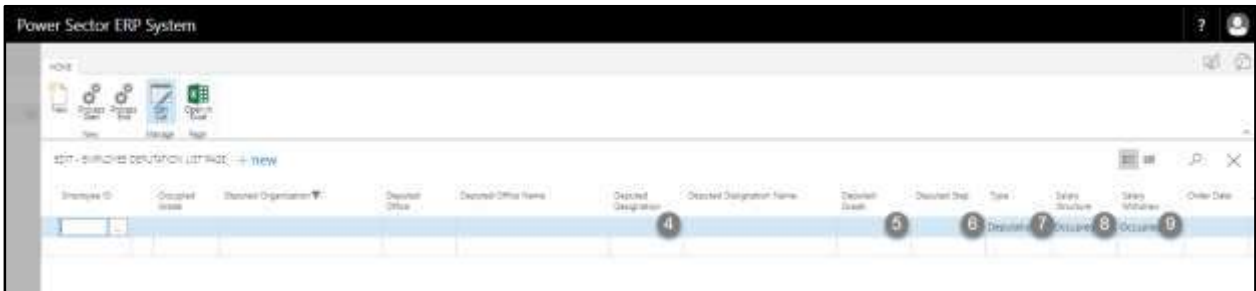 Power Sector ERP System ?
HOME
New Process Start Process End Edit List Open in Excel
New Manage Page
EDIT - EMPLOYEE DEPUTATION LIST PAGE + new
Employee ID Occupied Grade Deputed Organization Deputed Office Deputed Office Name Deputed Designation Deputed Designation Name Deputed Grade Deputed Step Type Salary Structure Salary Withdraw Order Date
... 4 5 6 Deputatio 7 Occupied 8 Occupied 9